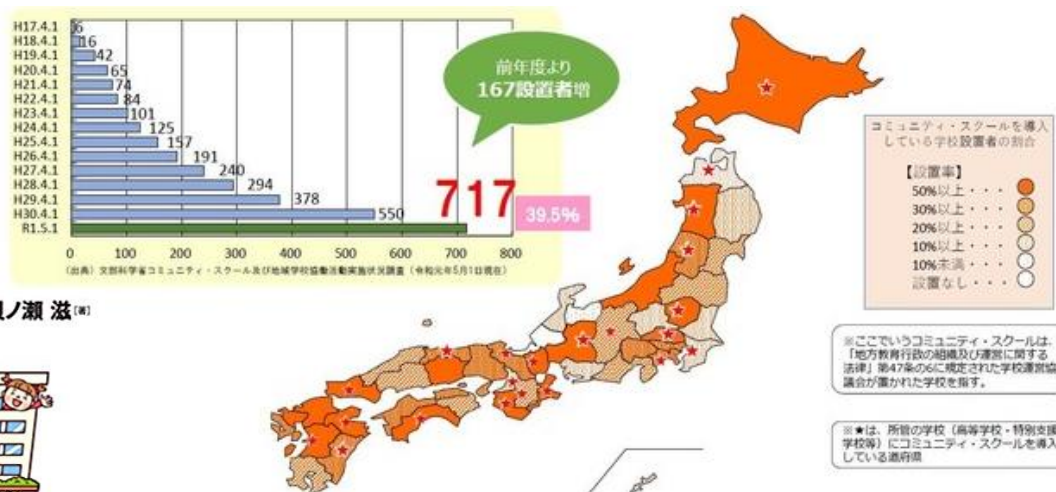 H17.4.1 6
H18.4.1 16
H19.4.1 42
H20.4.1 65
H21.4.1 74
H22.4.1 84
H23.4.1 101
H24.4.1 125
H25.4.1 157
H26.4.1 191
H27.4.1 240
H28.4.1 294
H29.4.1 378
H30.4.1 550
R1.5.1 717 39.5%
0 100 200 300 400 500 600 700 800
(出典)文部科学省コミュニティ・スクール及び地域学校協働活動実施状況調査(令和元年5月1日現在)
前年度より
167設置者増
ノ瀬 滋[著]
コミュニティ・スクールを導入
している学校設置者の割合
【設置率】
50%以上・・・
30%以上・・・
20%以上・・・
10%以上・・・
10%未満・・・
設置なし・・・
※ここでいうコミュニティ・スクールは、
「地方教育行政の組織及び運営に関する
法律」第47条の6に規定された学校運営協
議会が置かれた学校を指す。
※★は、所管の学校(高等学校・特別支援
学校等)にコミュニティ・スクールを導入
している道府県